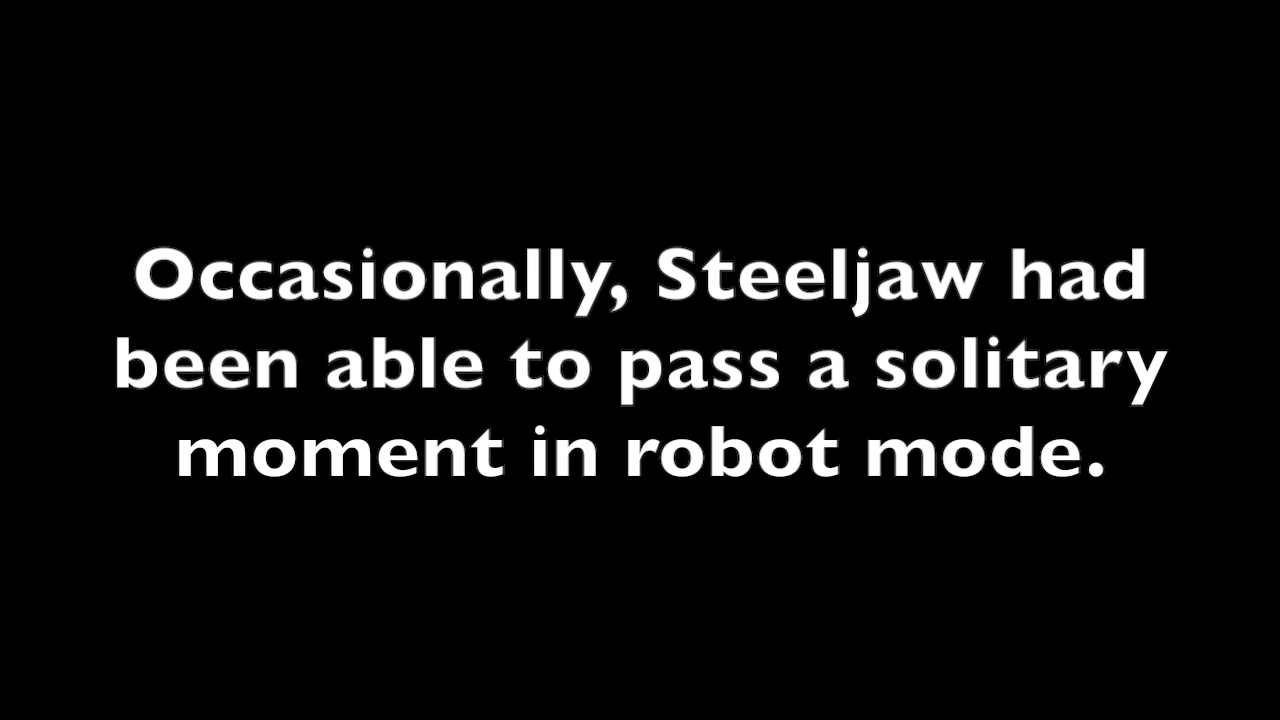 Occasionally, Steeljaw had
been able to pass a solitary
moment in robot mode.